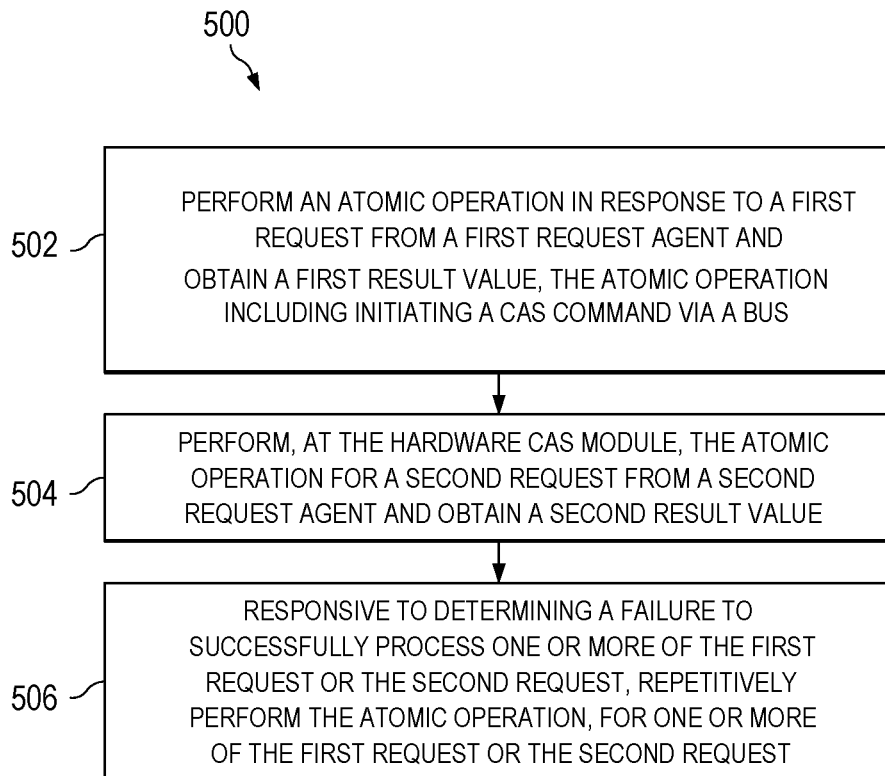 500
502
PERFORM AN ATOMIC OPERATION IN RESPONSE TO A FIRST
REQUEST FROM A FIRST REQUEST AGENT AND
OBTAIN A FIRST RESULT VALUE, THE ATOMIC OPERATION
INCLUDING INITIATING A CAS COMMAND VIA A BUS
504
PERFORM, AT THE HARDWARE CAS MODULE, THE ATOMIC
OPERATION FOR A SECOND REQUEST FROM A SECOND
REQUEST AGENT AND OBTAIN A SECOND RESULT VALUE
506
RESPONSIVE TO DETERMINING A FAILURE TO
SUCCESSFULLY PROCESS ONE OR MORE OF THE FIRST
REQUEST OR THE SECOND REQUEST, REPETITIVELY
PERFORM THE ATOMIC OPERATION, FOR ONE OR MORE
OF THE FIRST REQUEST OR THE SECOND REQUEST